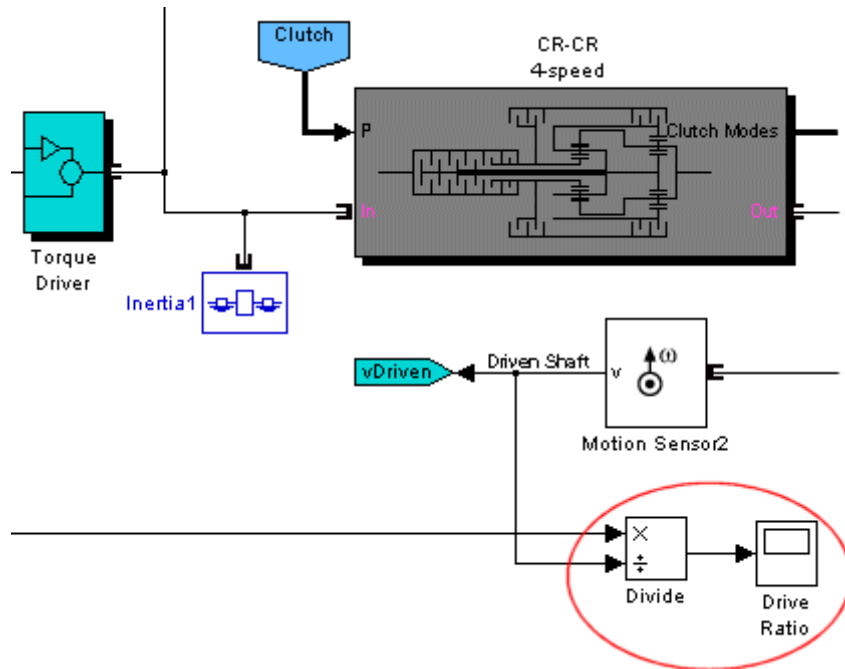 Clutch
CR-CR
4-speed
P
Clutch Modes
In
Out
Torque
Driver
Inertia1
vDriven
Driven Shaft
v
ω
Motion Sensor2
×
÷
Divide
Drive
Ratio